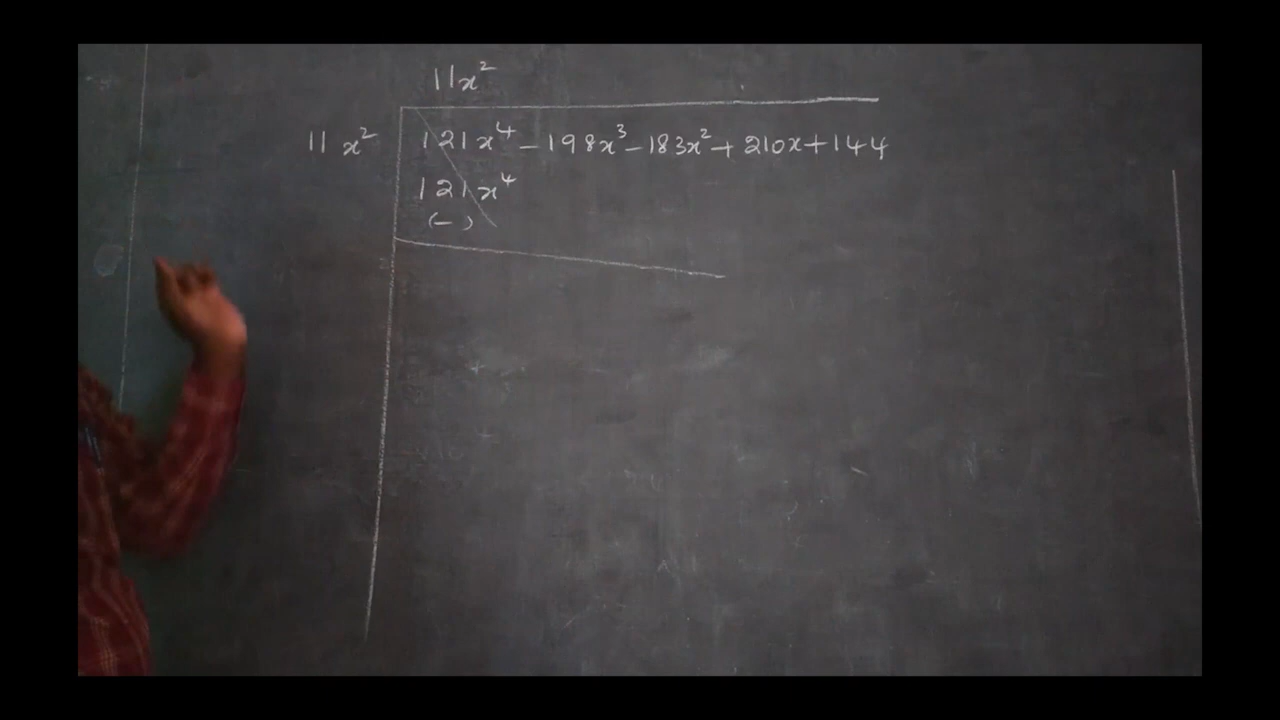 11x²
11x² 121x⁴ - 198x³ - 183x² + 210x + 144
121x⁴
(-)